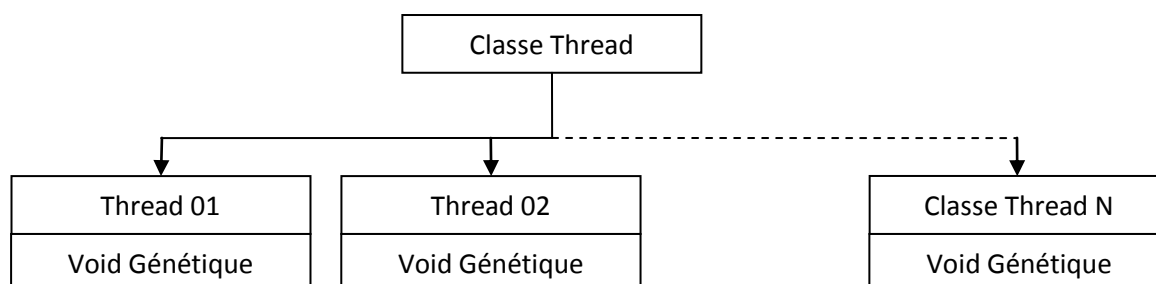 Classe Thread
Thread 01
Thread 02
Classe Thread N
Void Génétique
Void Génétique
Void Génétique